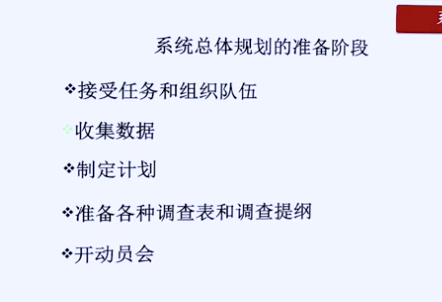 系统总体规划的准备阶段
❖接受任务和组织队伍
❖收集数据
❖制定计划
❖准备各种调查表和调查提纲
❖开动员会